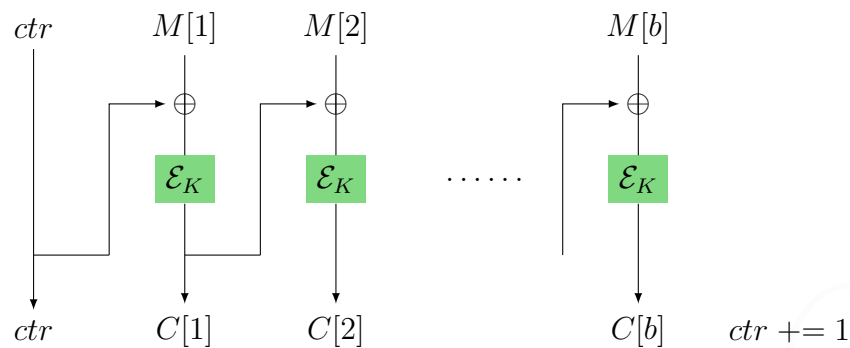 ctr M[1] M[2] M[b]
⊕ ⊕ ⊕
ℰ_K ℰ_K ...... ℰ_K
ctr C[1] C[2] C[b] ctr += 1